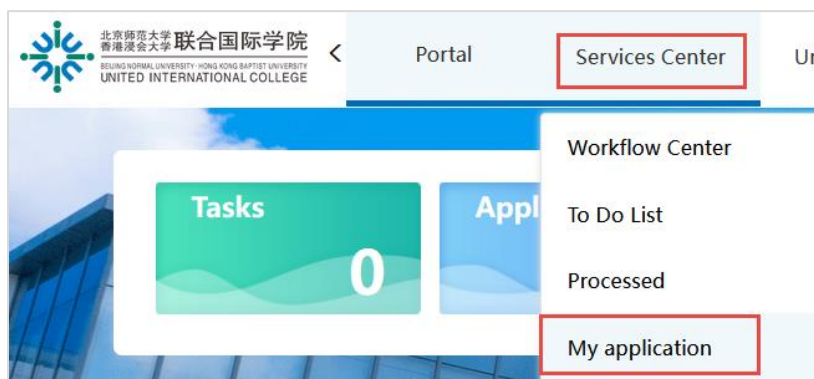 北京师范大学
香港浸会大学
联合国际学院
BEIJING NORMAL UNIVERSITY·HONG KONG BAPTIST UNIVERSITY
UNITED INTERNATIONAL COLLEGE
Portal
Services Center
Workflow Center
Tasks
To Do List
0
Processed
My application